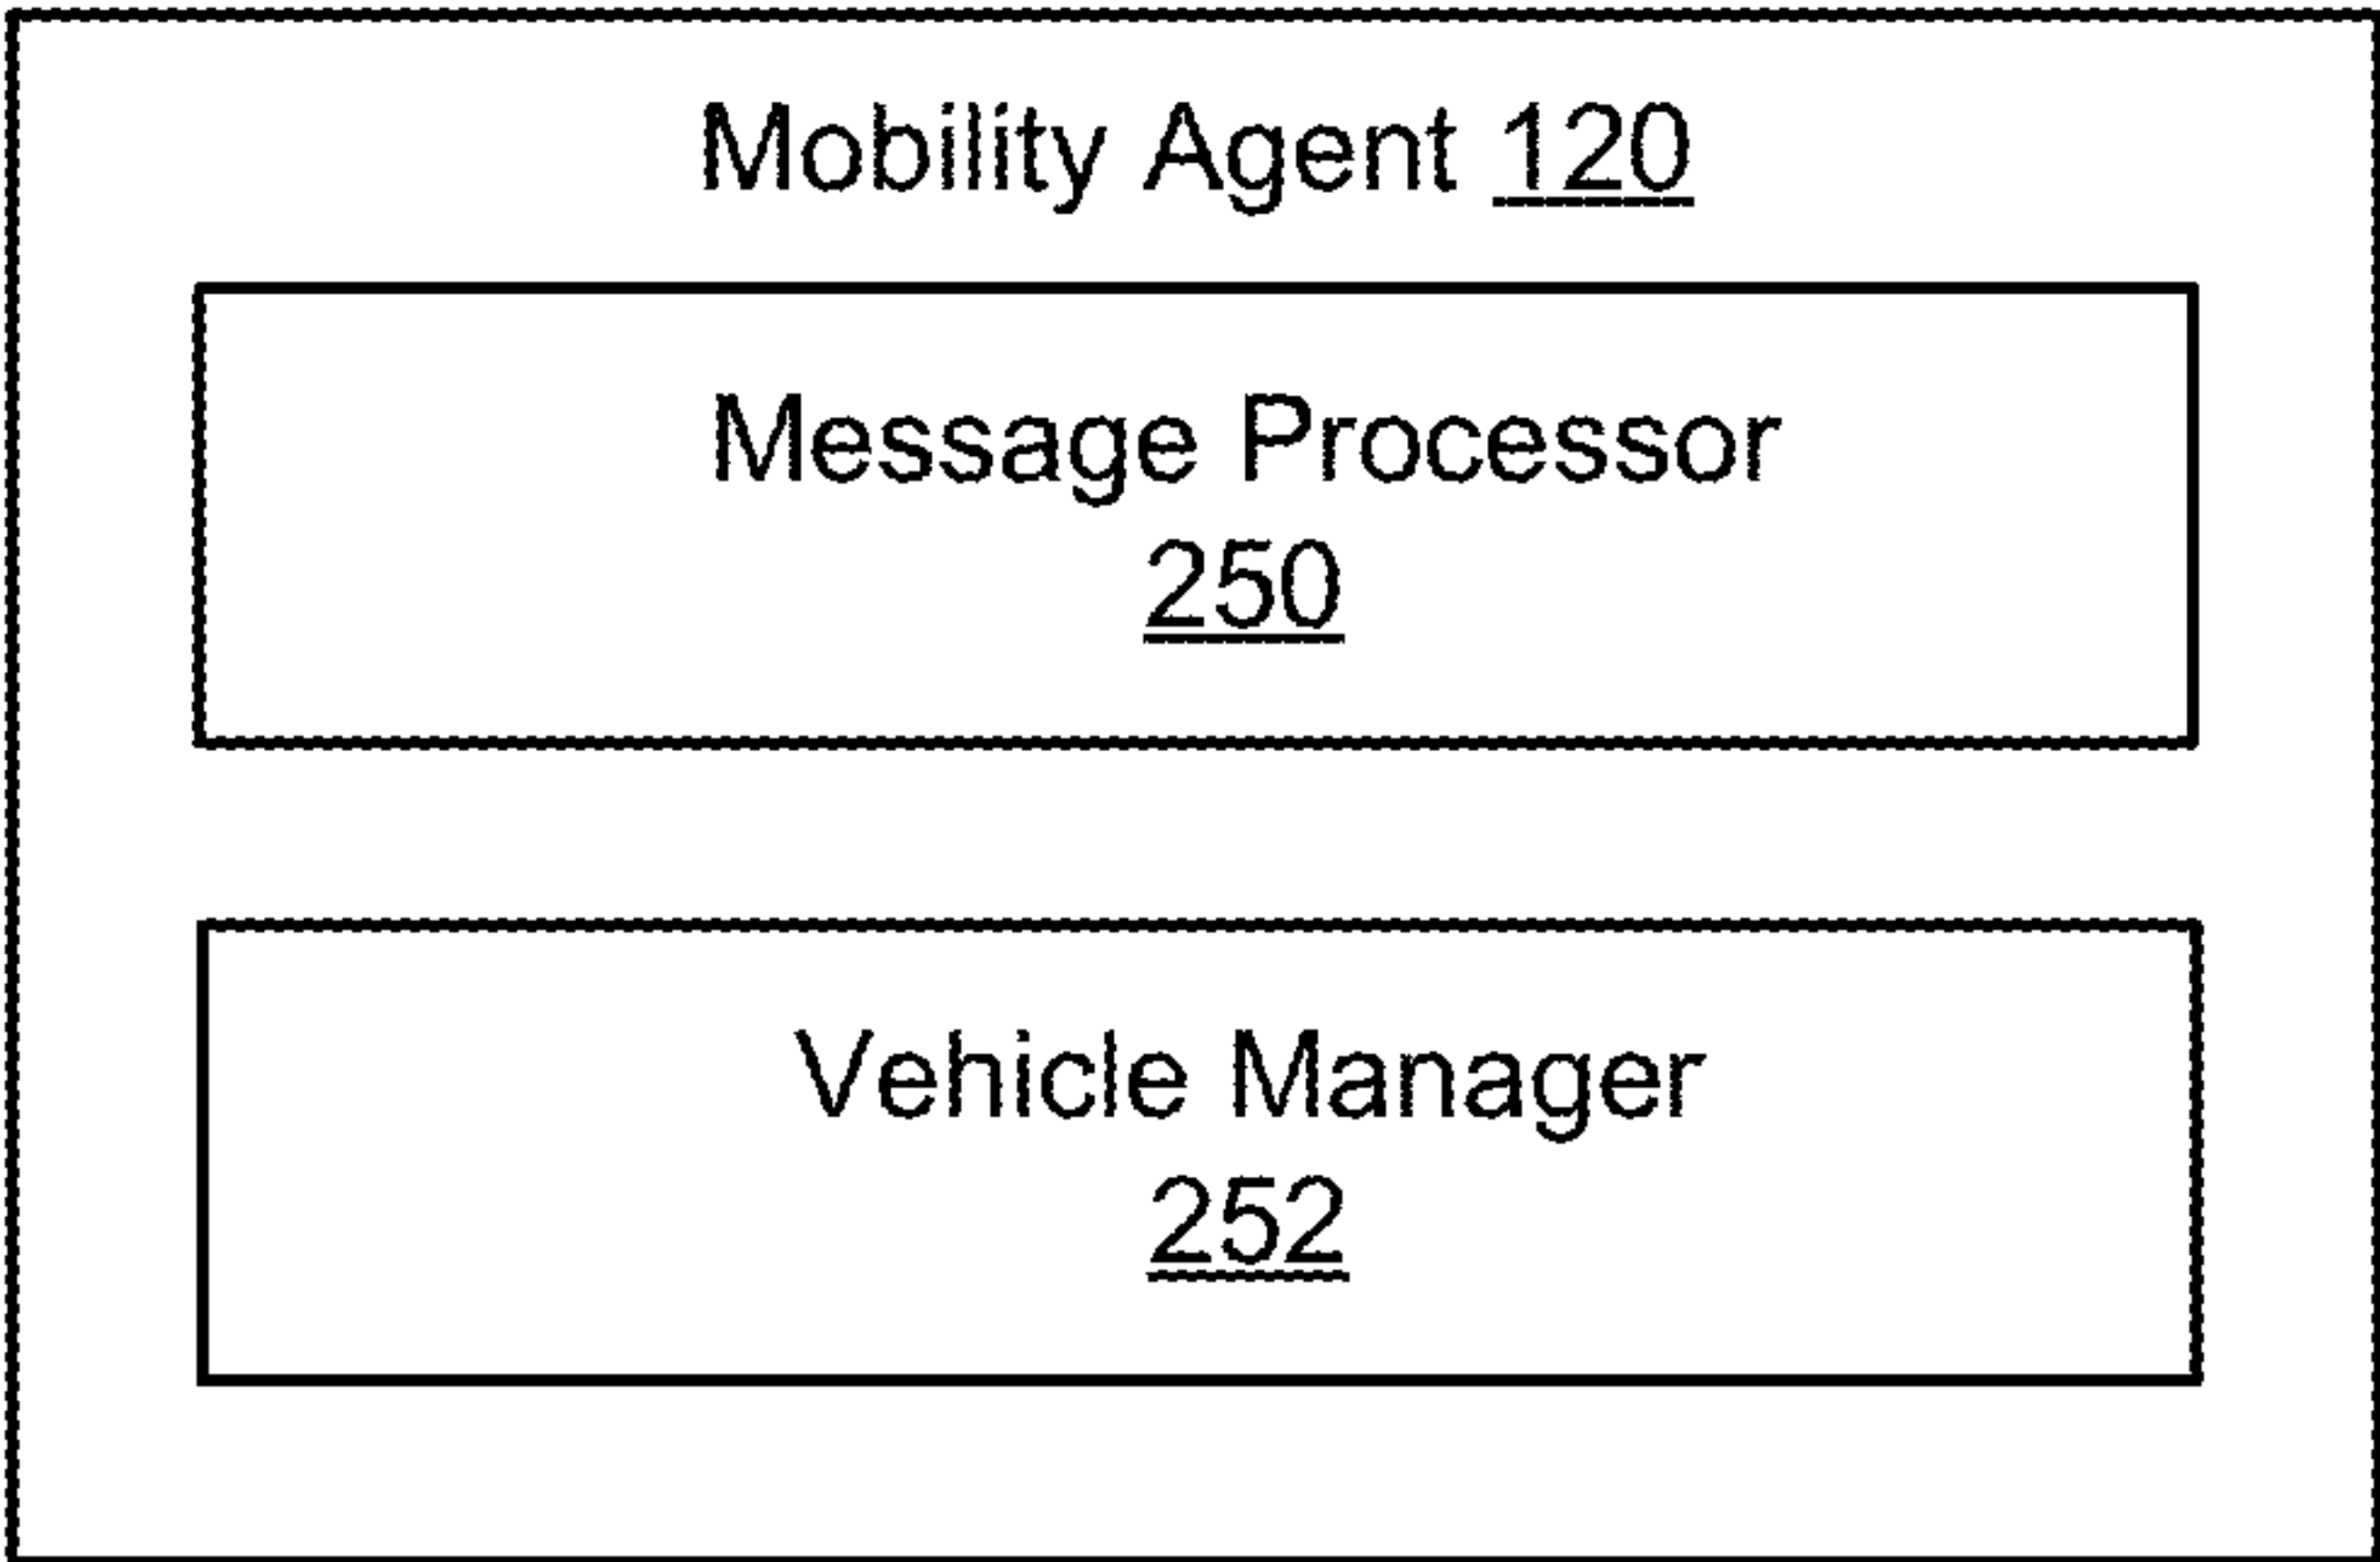 Mobility Agent 120
Message Processor
250
Vehicle Manager
252